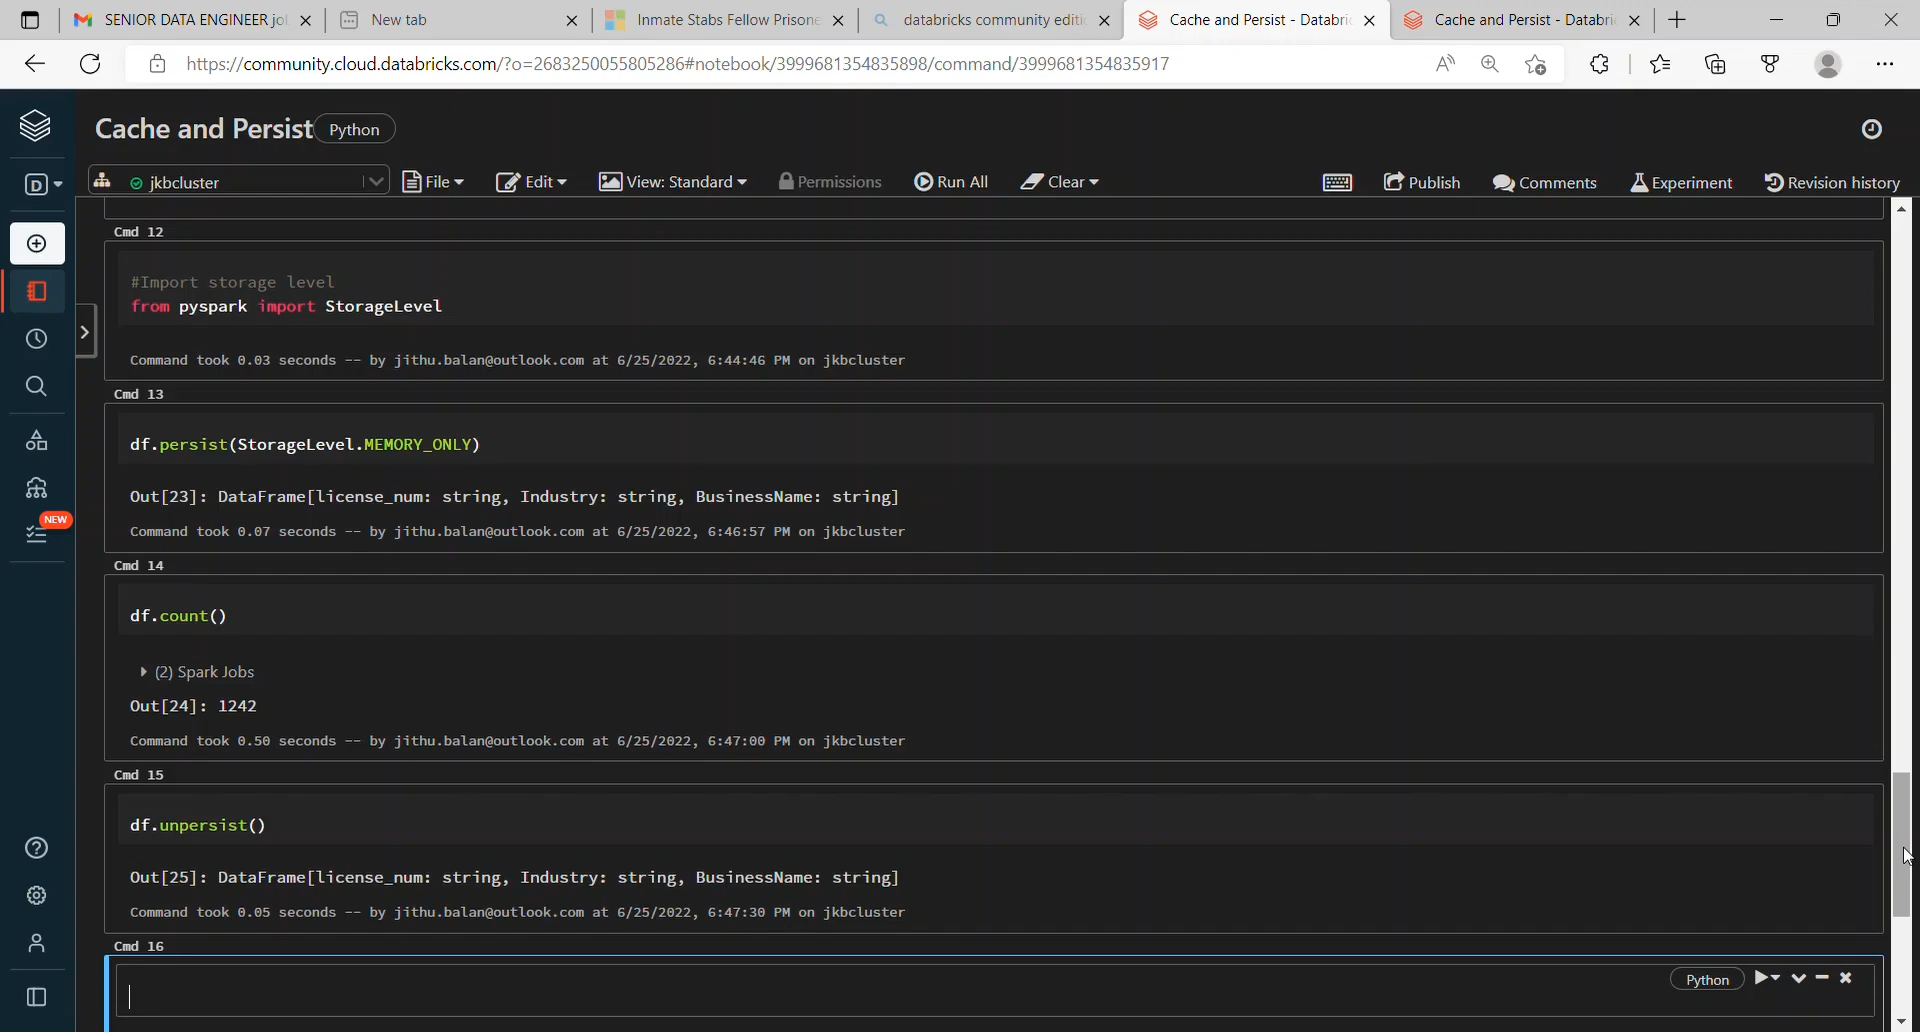 SENIOR DATA ENGINEER jo
New tab
Inmate Stabs Fellow Prisone
databricks community editi
Cache and Persist - Databri
Cache and Persist - Databri
https://community.cloud.databricks.com/?o=2683250055805286#notebook/3999681354835898/command/3999681354835917
Cache and Persist Python
D
jkbcluster File Edit View: Standard Permissions Run All Clear Publish Comments Experiment Revision history
Cmd 12
#Import storage level
from pyspark import StorageLevel
Command took 0.03 seconds -- by jithu.balan@outlook.com at 6/25/2022, 6:44:46 PM on jkbcluster
Cmd 13
df.persist(StorageLevel.MEMORY_ONLY)
Out[23]: DataFrame[license_num: string, Industry: string, BusinessName: string]
NEW
Command took 0.07 seconds -- by jithu.balan@outlook.com at 6/25/2022, 6:46:57 PM on jkbcluster
Cmd 14
df.count()
(2) Spark Jobs
Out[24]: 1242
Command took 0.50 seconds -- by jithu.balan@outlook.com at 6/25/2022, 6:47:00 PM on jkbcluster
Cmd 15
df.unpersist()
Out[25]: DataFrame[license_num: string, Industry: string, BusinessName: string]
Command took 0.05 seconds -- by jithu.balan@outlook.com at 6/25/2022, 6:47:30 PM on jkbcluster
Cmd 16
Python